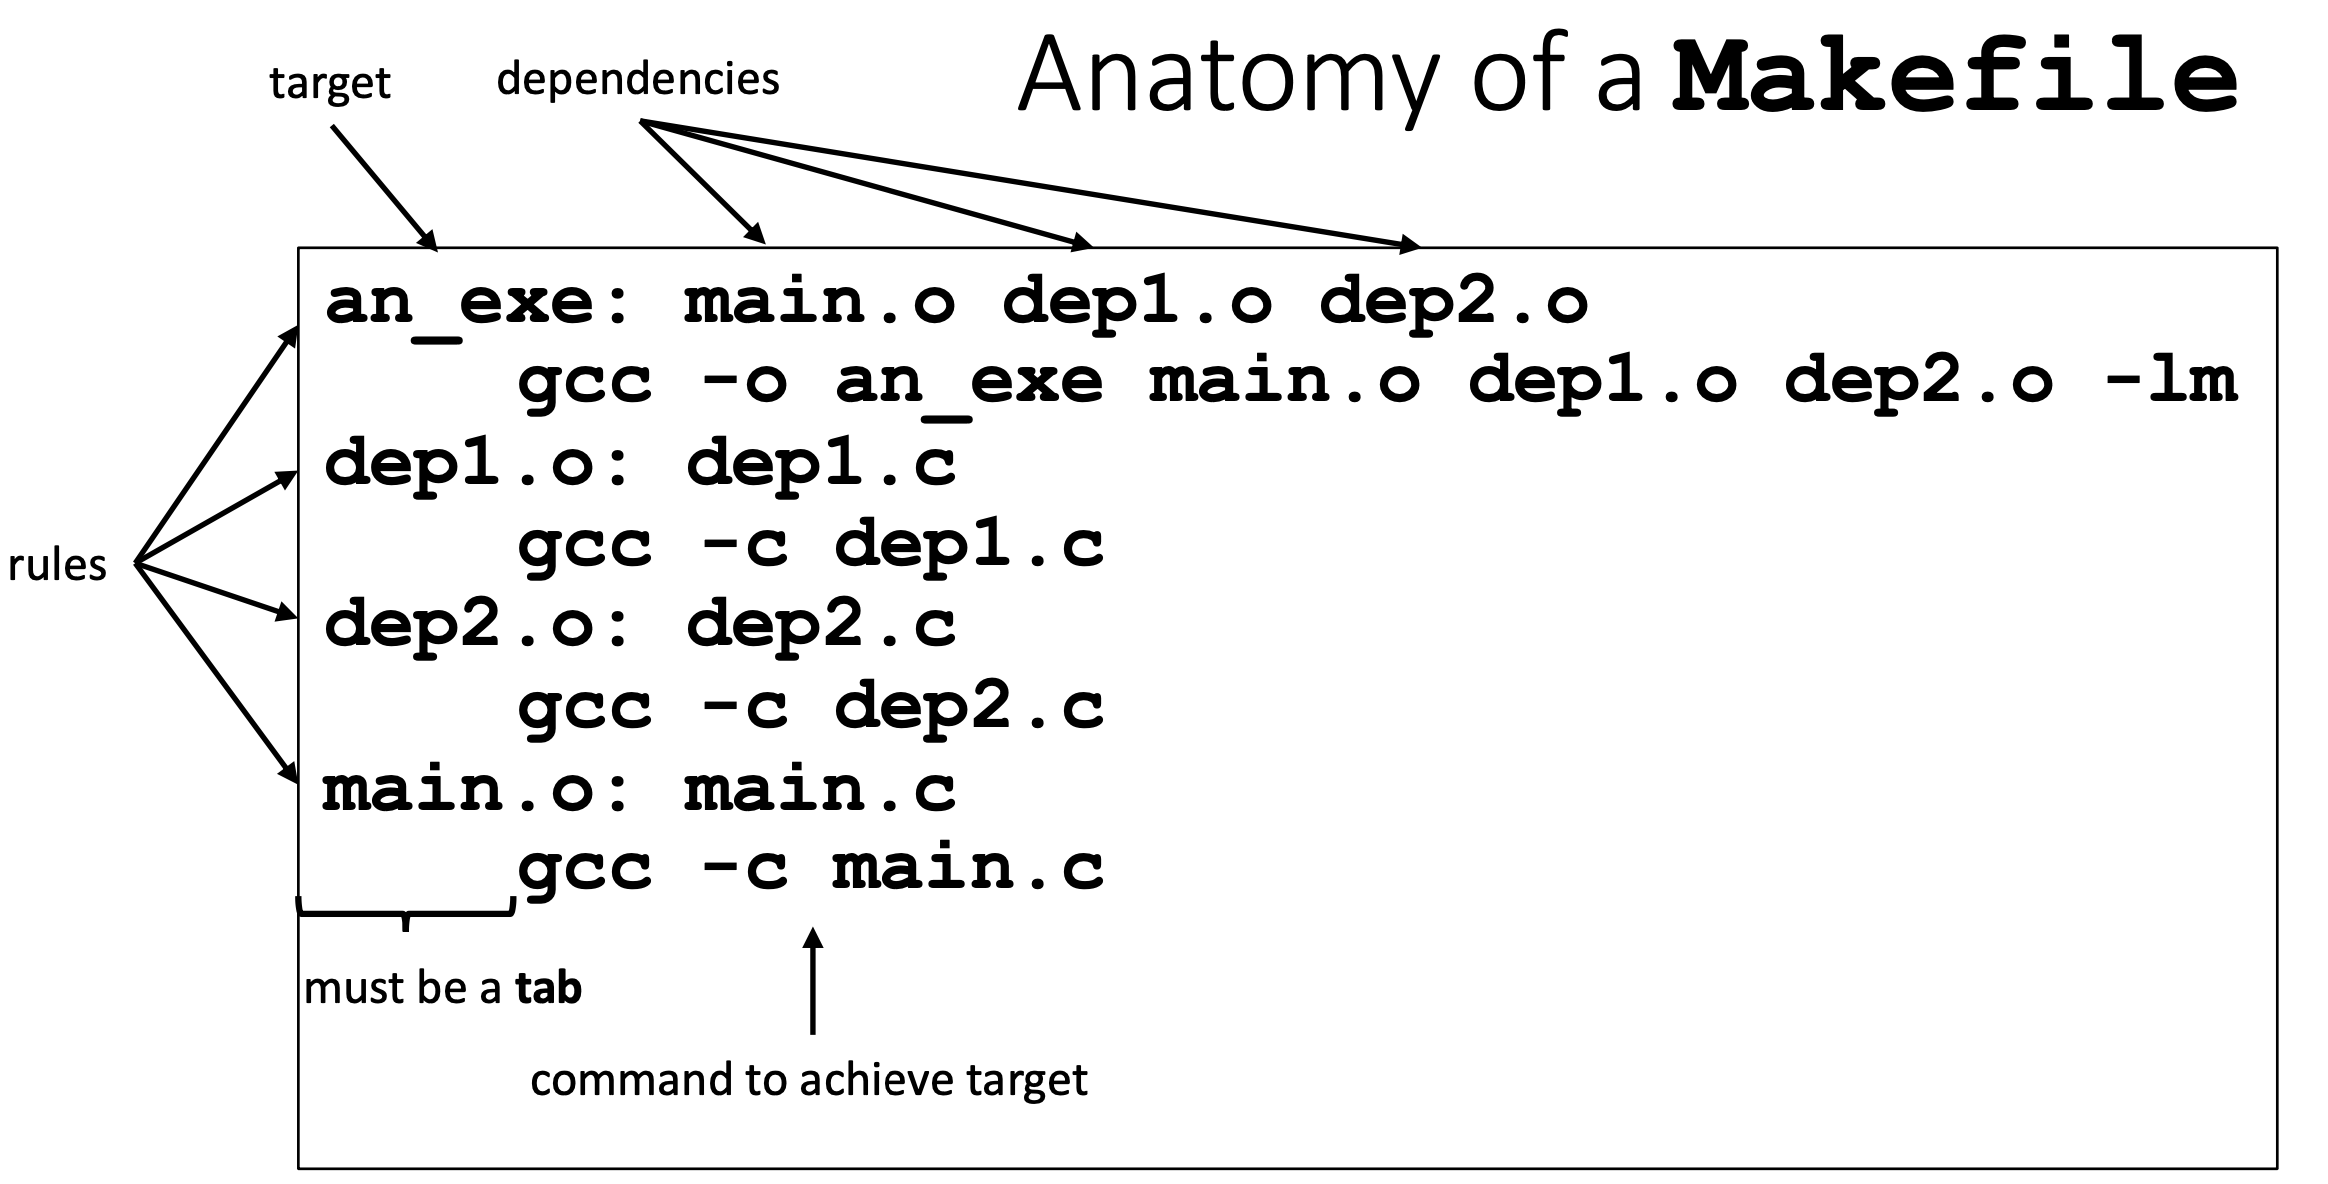 Anatomy of a Makefile
target
dependencies
an_exe: main.o dep1.o dep2.o
gcc -o an_exe main.o dep1.o dep2.o -lm
dep1.o: dep1.c
gcc -c dep1.c
rules
dep2.o: dep2.c
gcc -c dep2.c
main.o: main.c
gcc -c main.c
must be a tab
command to achieve target